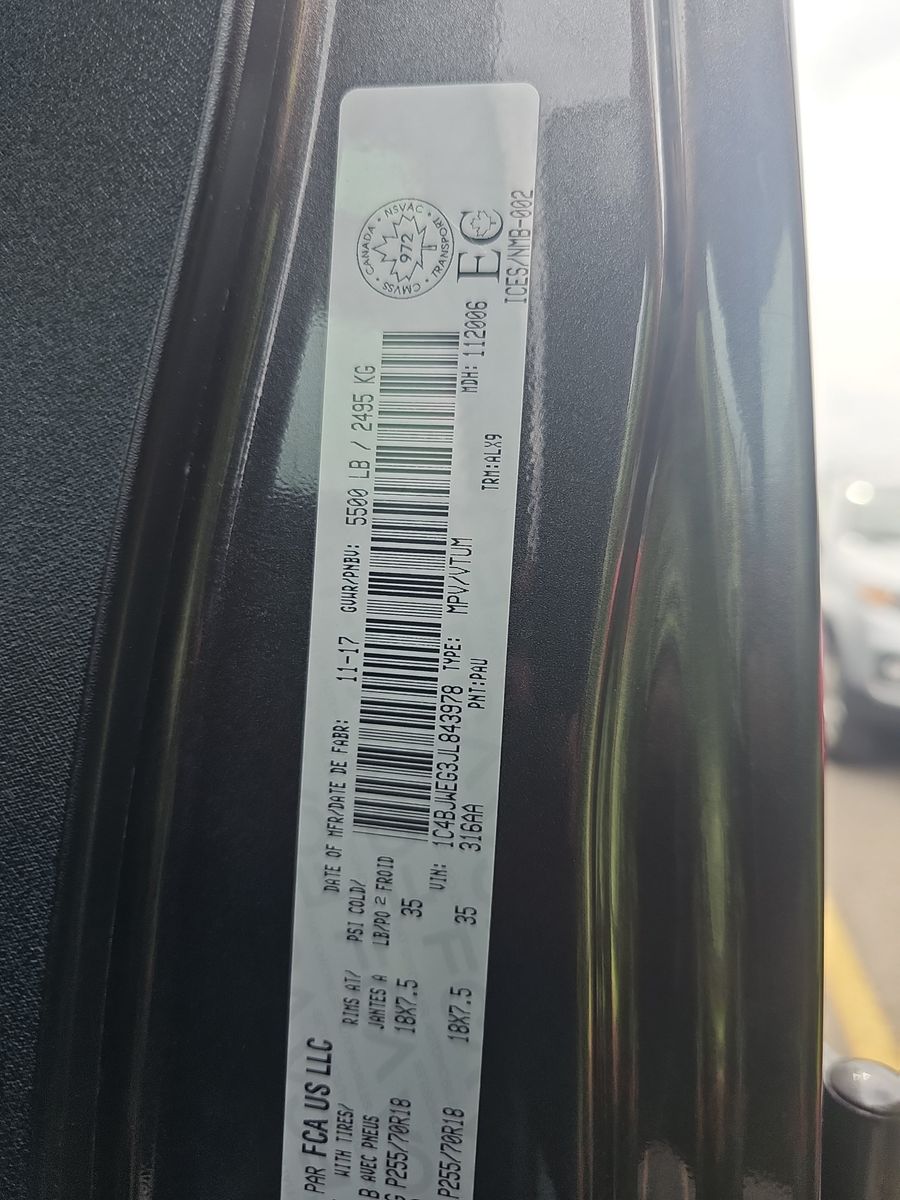 PAR FCA US LLC
DATE OF MFR/DATE DE FABR: 11-17 GVWR/PNBV: 5500 LB / 2495 KG
WITH TIRES/ RIMS AT/ PSI COLD/
AVEC PNEUS JANTES A LB/PO 2 FROID
P255/70R18 18X7.5 35
P255/70R18 18X7.5 35
VIN: 1C4BJWEG3JL843978 TYPE: MPV/VTUM MDH: 112006
316AA PNT:PAU TRM:ALX9
CANADA • NSVAC • TRANSPORT • CMVSS
972
EC
ICES/NMB-002